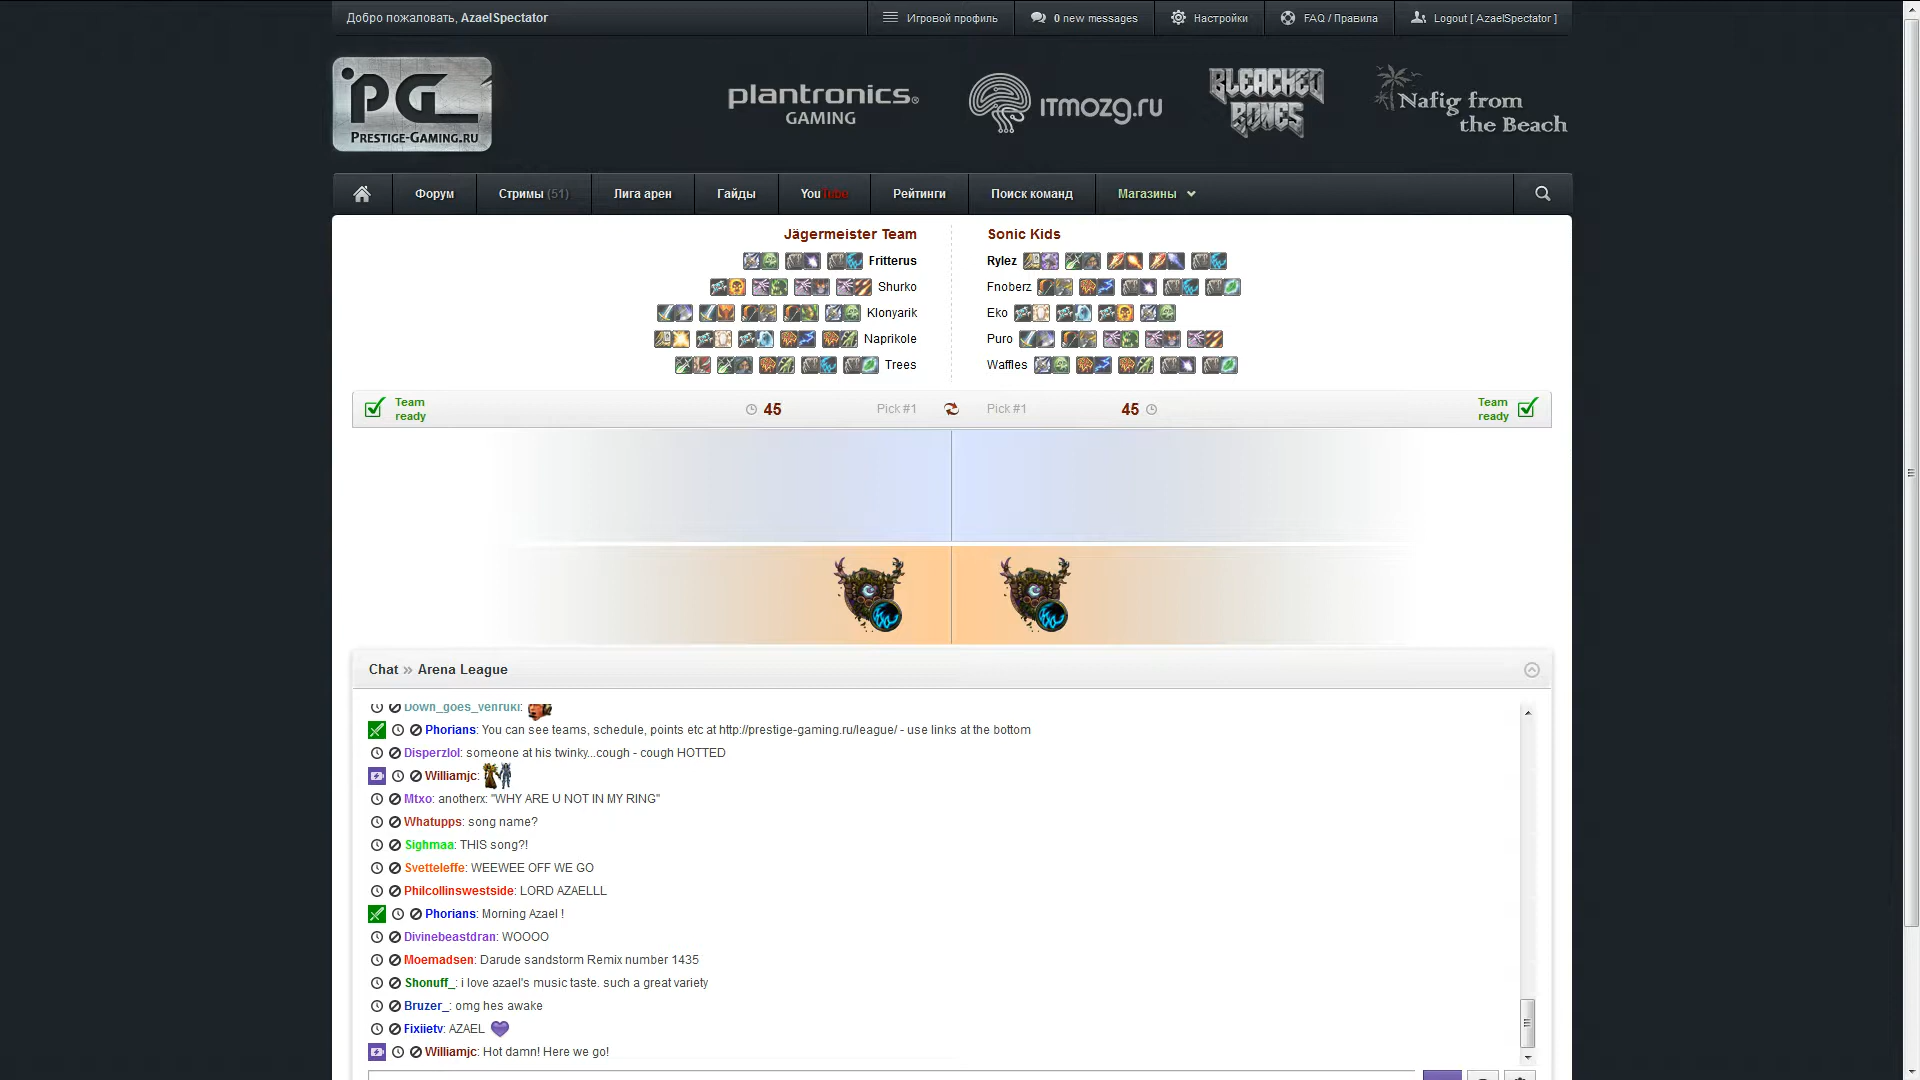 Добро пожаловать, AzaelSpectator
Игровой профиль
0 new messages
Настройки
FAQ / Правила
Logout [ AzaelSpectator ]
PG
PRESTIGE-GAMING.RU
plantronics®
GAMING
ITMOZG.RU
BLEACHED
BONES
Nafig from
the Beach
Форум
Стримы (51)
Лига арен
Гайды
YouTube
Рейтинги
Поиск команд
Магазины
Jägermeister Team
Fritterus
Shurko
Klonyarik
Naprikole
Trees
Sonic Kids
Rylez
Fnoberz
Eko
Puro
Waffles
Team
ready
45
Pick #1
Pick #1
45
Team
ready
Chat » Arena League
Down_goes_venruki:
Phorians: You can see teams, schedule, points etc at http://prestige-gaming.ru/league/ - use links at the bottom
Disperzlol: someone at his twinky...cough - cough HOTTED
Williamjc:
Mtxo: anotherx: "WHY ARE U NOT IN MY RING"
Whatupps: song name?
Sighmaa: THIS song?!
Svetteleffe: WEEWEE OFF WE GO
Philcollinswestside: LORD AZAELLL
Phorians: Morning Azael !
Divinebeastdran: WOOOO
Moemadsen: Darude sandstorm Remix number 1435
Shonuff_: i love azael's music taste. such a great variety
Bruzer_: omg hes awake
Fixiietv: AZAEL
Williamjc: Hot damn! Here we go!